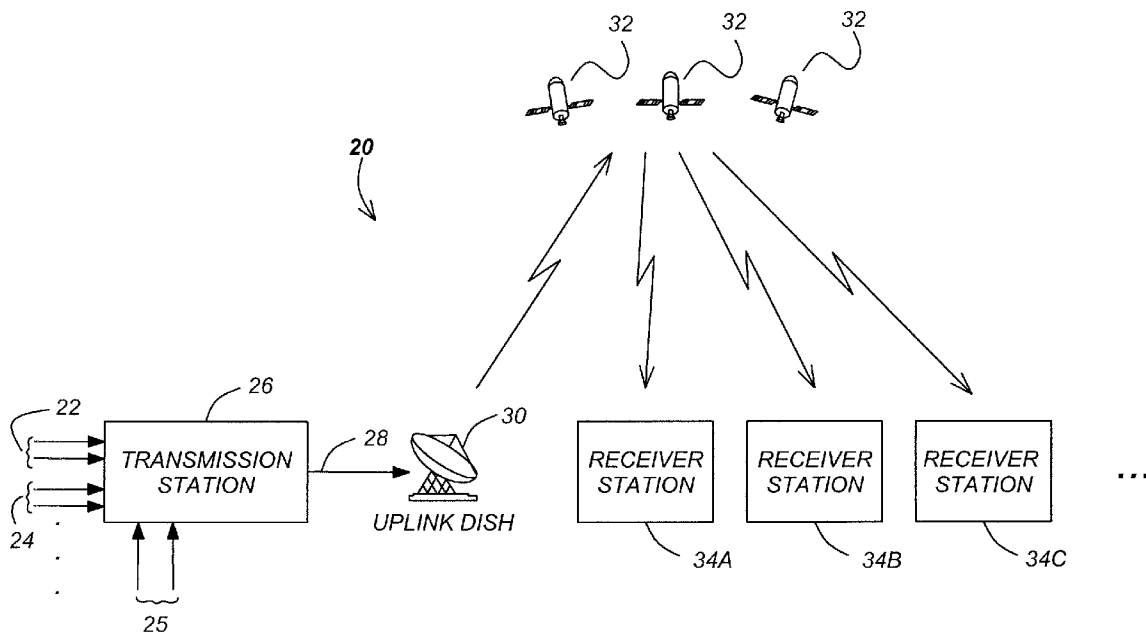 32
32
32
20
22
26
28
30
TRANSMISSION
STATION
24
UPLINK DISH
25
RECEIVER
STATION
34A
RECEIVER
STATION
34B
RECEIVER
STATION
34C
...